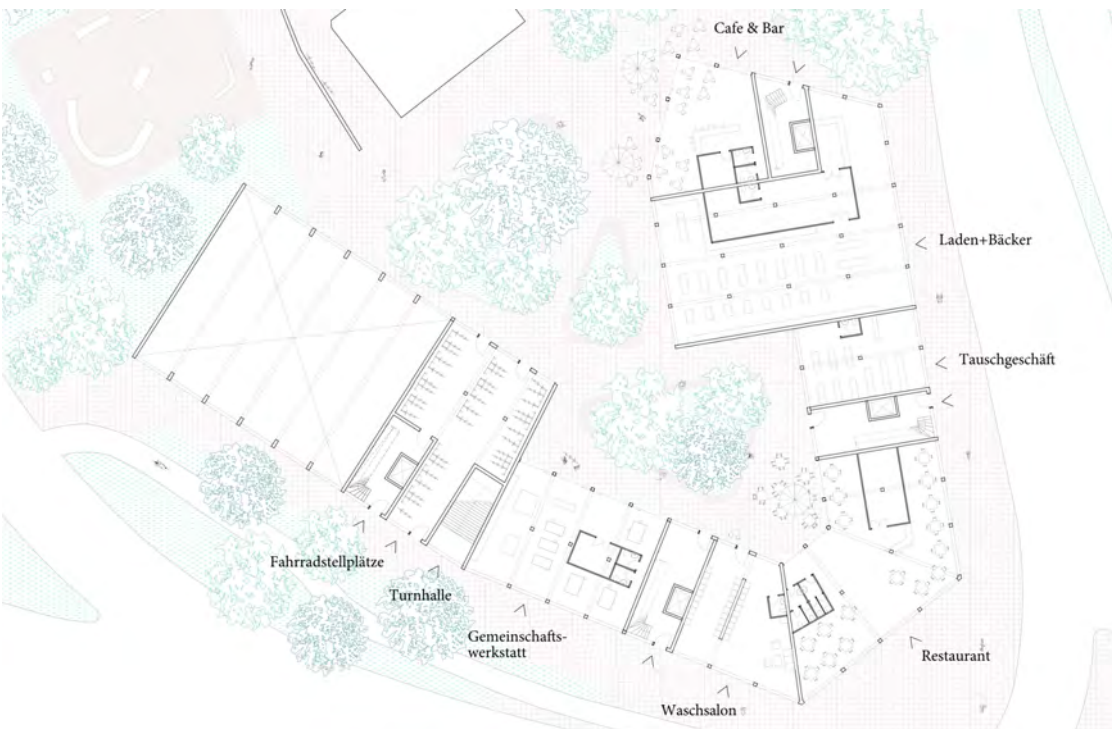 Cafe & Bar
Laden+Bäcker
Tauschgeschäft
Fahrradstellplätze
Turnhalle
Gemeinschafts-
werkstatt
Restaurant
Waschsalon